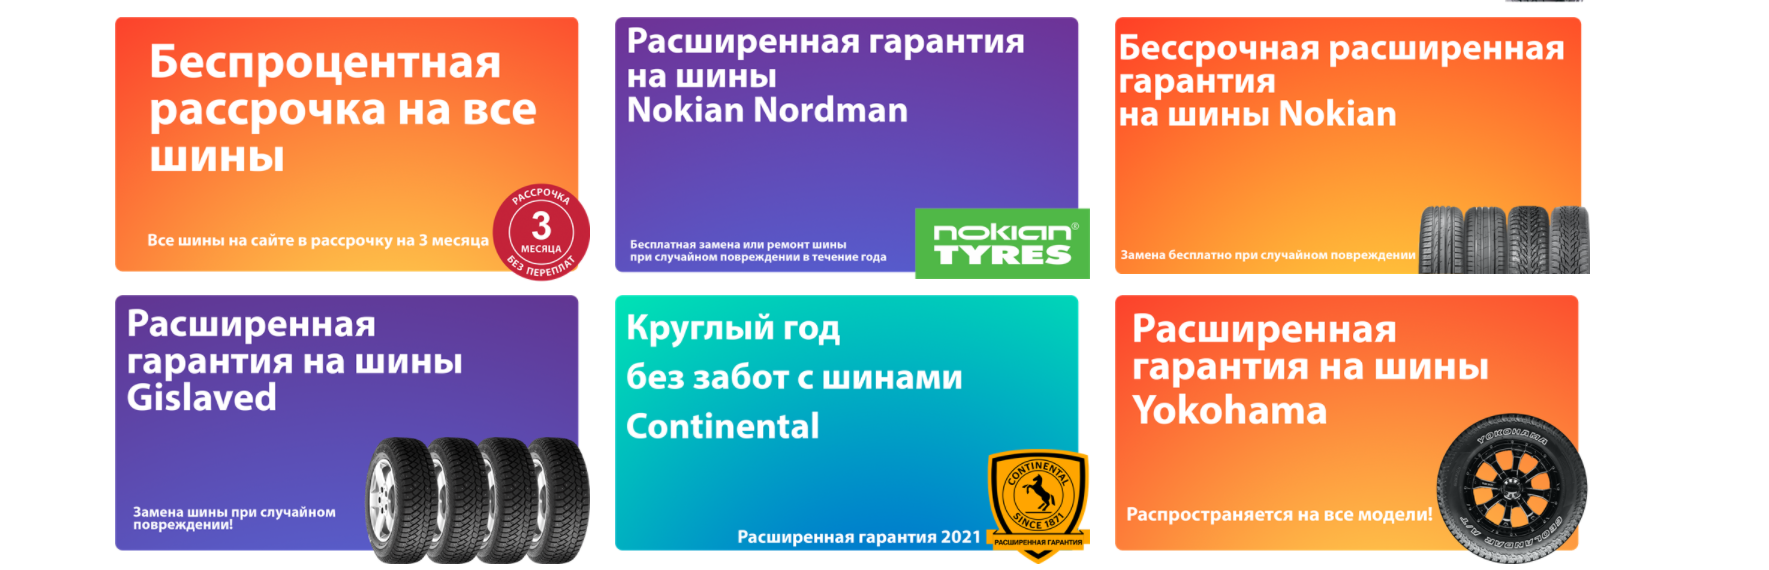 Беспроцентная
рассрочка на все
шины
Все шины на сайте в рассрочку на 3 месяца
РАССРОЧКА
3
МЕСЯЦА
БЕЗ ПЕРЕПЛАТ
Расширенная гарантия
на шины
Nokian Nordman
Бесплатная замена или ремонт шины
при случайном повреждении в течение года
nokian®
TYRES
Бессрочная расширенная
гарантия
на шины Nokian
Замена бесплатно при случайном повреждении
Расширенная
гарантия на шины
Gislaved
Замена шины при случайном
повреждении!
Круглый год
без забот с шинами
Continental
Расширенная гарантия 2021
CONTINENTAL
SINCE 1871
РАСШИРЕННАЯ ГАРАНТИЯ
Расширенная
гарантия на шины
Yokohama
Распространяется на все модели!
YOKOHAMA
GEOLANDAR A/T